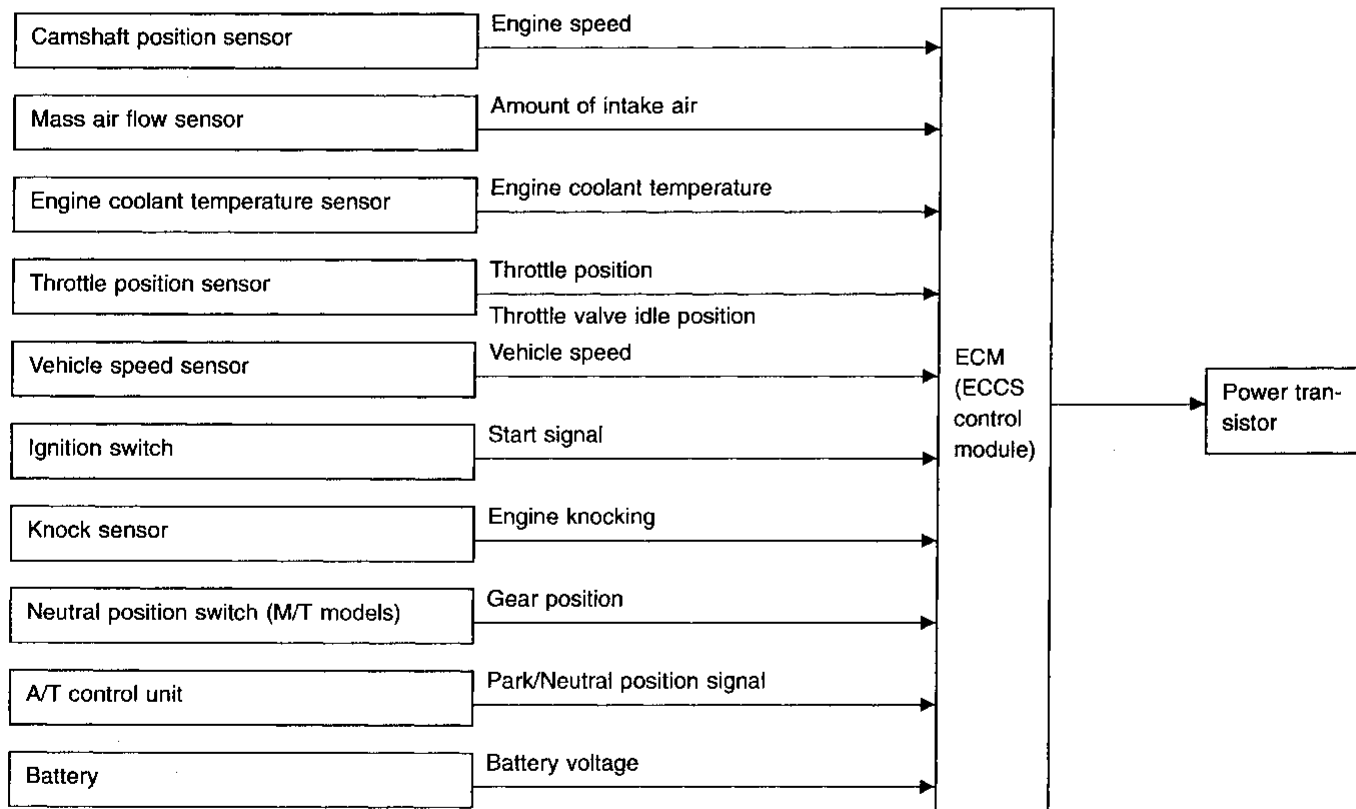 Camshaft position sensor
Engine speed
Mass air flow sensor
Amount of intake air
Engine coolant temperature sensor
Engine coolant temperature
Throttle position sensor
Throttle position
Throttle valve idle position
Vehicle speed sensor
Vehicle speed
Ignition switch
Start signal
Knock sensor
Engine knocking
Neutral position switch (M/T models)
Gear position
A/T control unit
Park/Neutral position signal
Battery
Battery voltage
ECM
(ECCS
control
module)
Power tran-
sistor